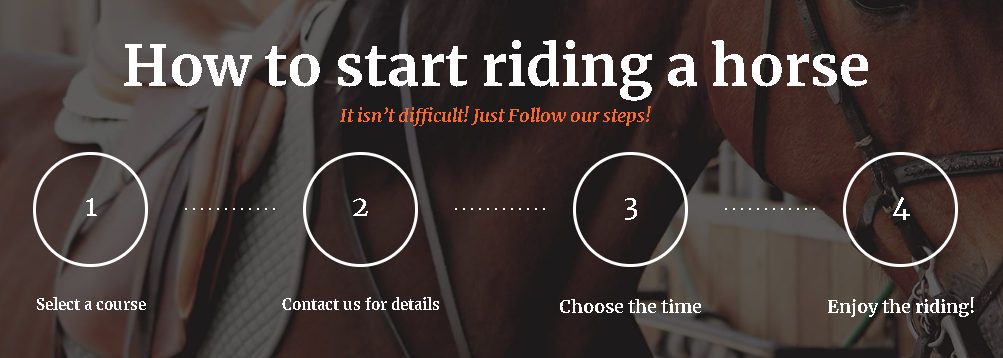 How to start riding a horse
It isn't difficult! Just Follow our steps!
1
2
3
4
Select a course
Contact us for details
Choose the time
Enjoy the riding!